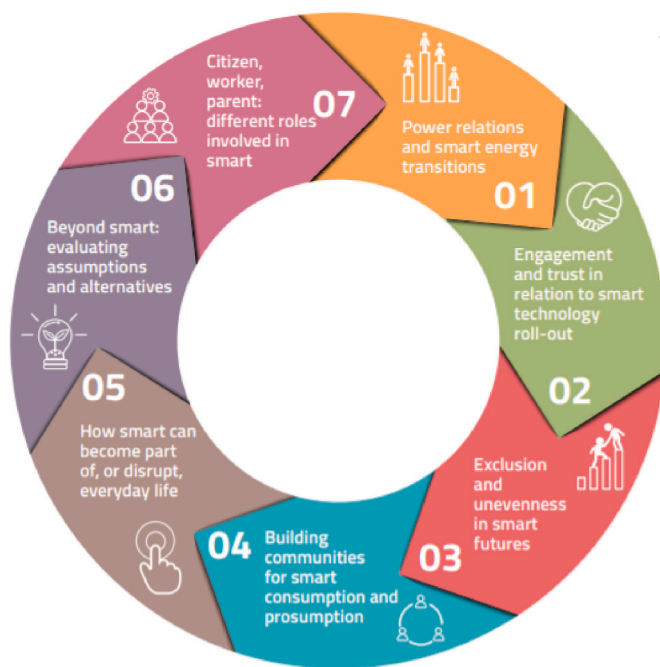 01
Power relations
and smart energy
transitions
02
Engagement
and trust in
relation to smart
technology
roll-out
03
Exclusion
and
unevenness
in smart
futures
04
Building
communities
for smart
consumption and
prosumption
05
How smart can
become part
of, or disrupt,
everyday life
06
Beyond smart:
evaluating
assumptions
and alternatives
07
Citizen,
worker,
parent:
different roles
involved in
smart